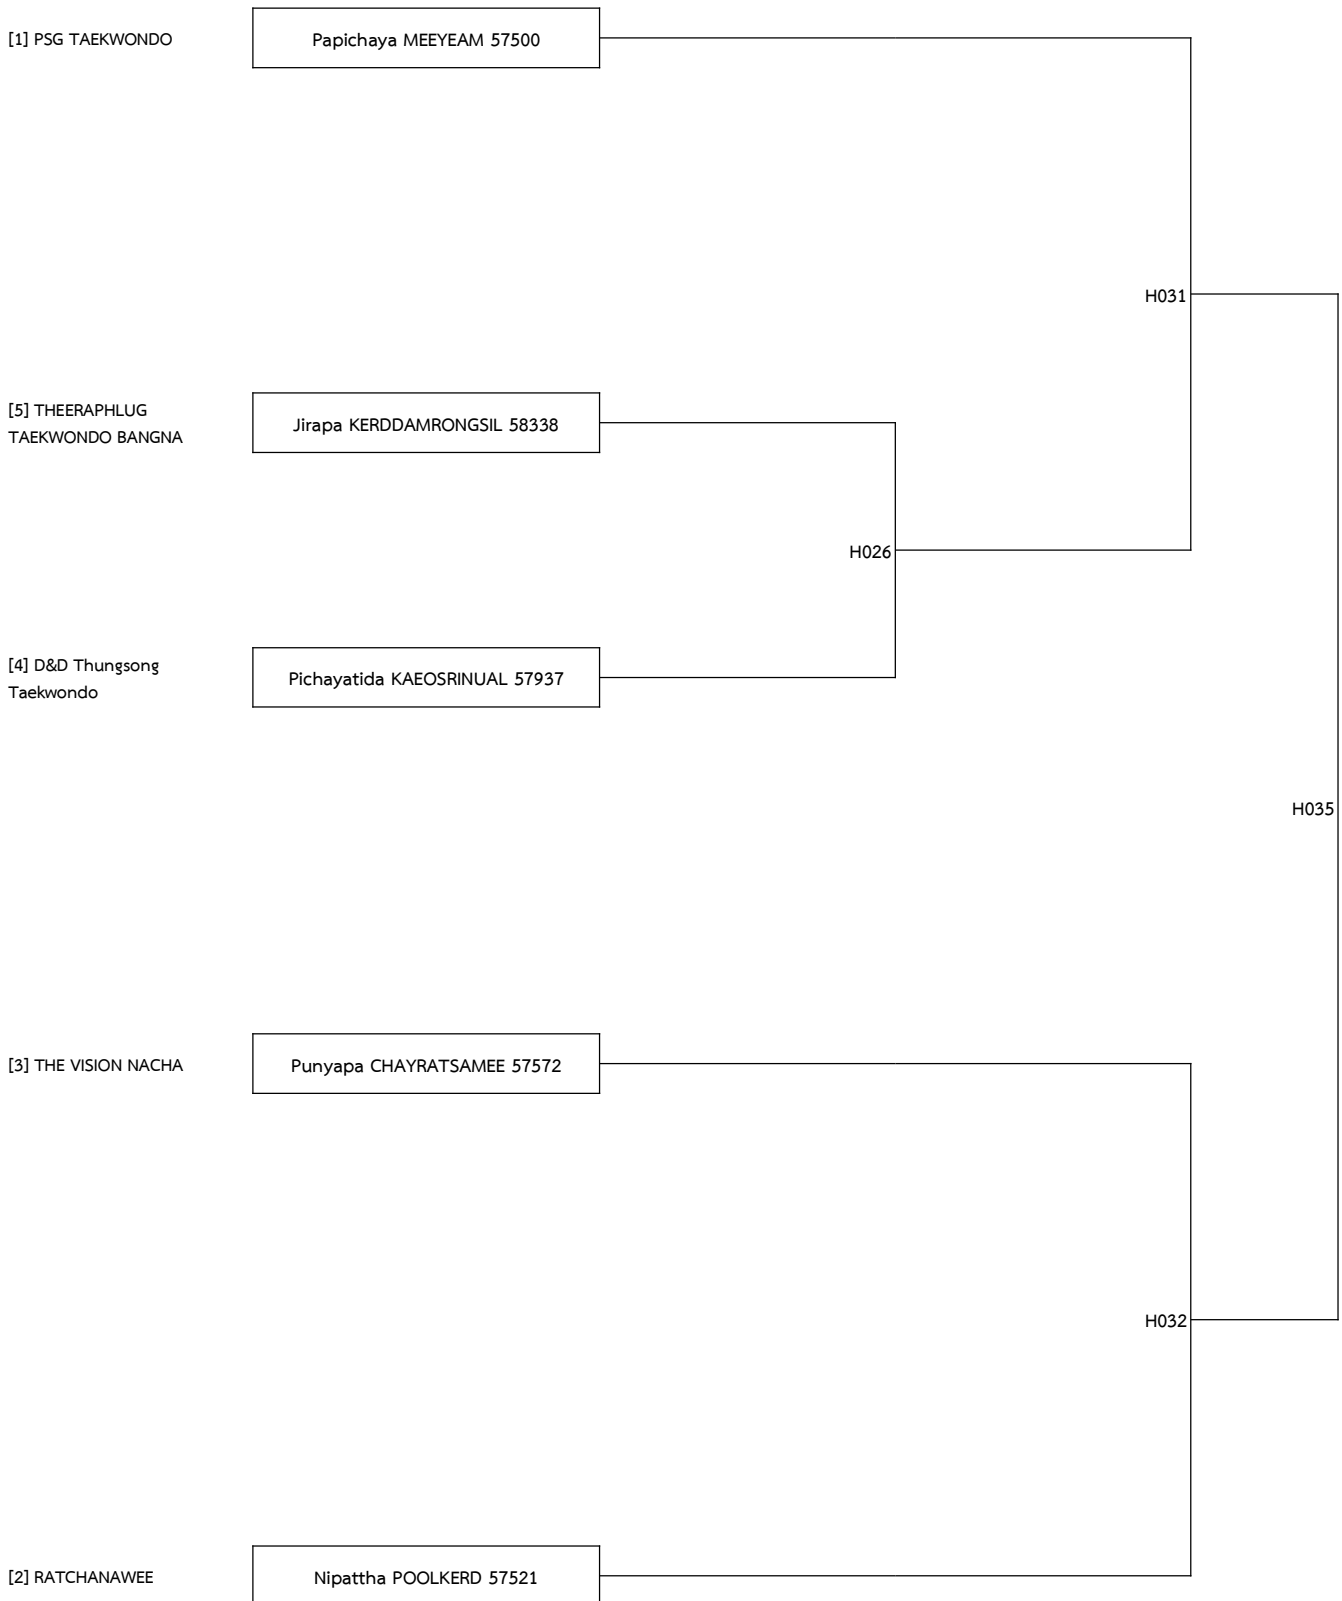 [1] PSG TAEKWONDO
Papichaya MEEYEAM 57500
H031
[5] THEERAPHLUG
TAEKWONDO BANGNA
Jirapa KERDDAMRONGSIL 58338
H026
[4] D&D Thungsong
Taekwondo
Pichayatida KAEOSRINUAL 57937
H035
[3] THE VISION NACHA
Punyapa CHAYRATSAMEE 57572
H032
[2] RATCHANAWEE
Nipattha POOLKERD 57521